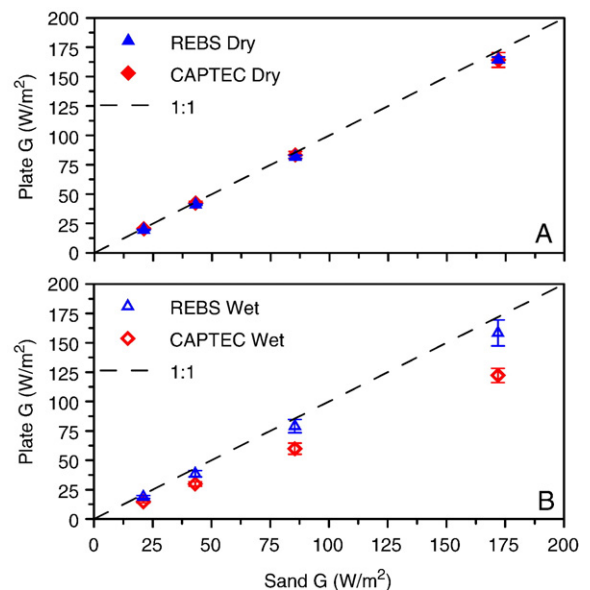 200
175
150
125
100
75
50
25
0
Plate G (W/m²)
REBS Dry
CAPTEC Dry
1:1
A
200
175
150
125
100
75
50
25
0
Plate G (W/m²)
REBS Wet
CAPTEC Wet
1:1
B
0 25 50 75 100 125 150 175 200
Sand G (W/m²)